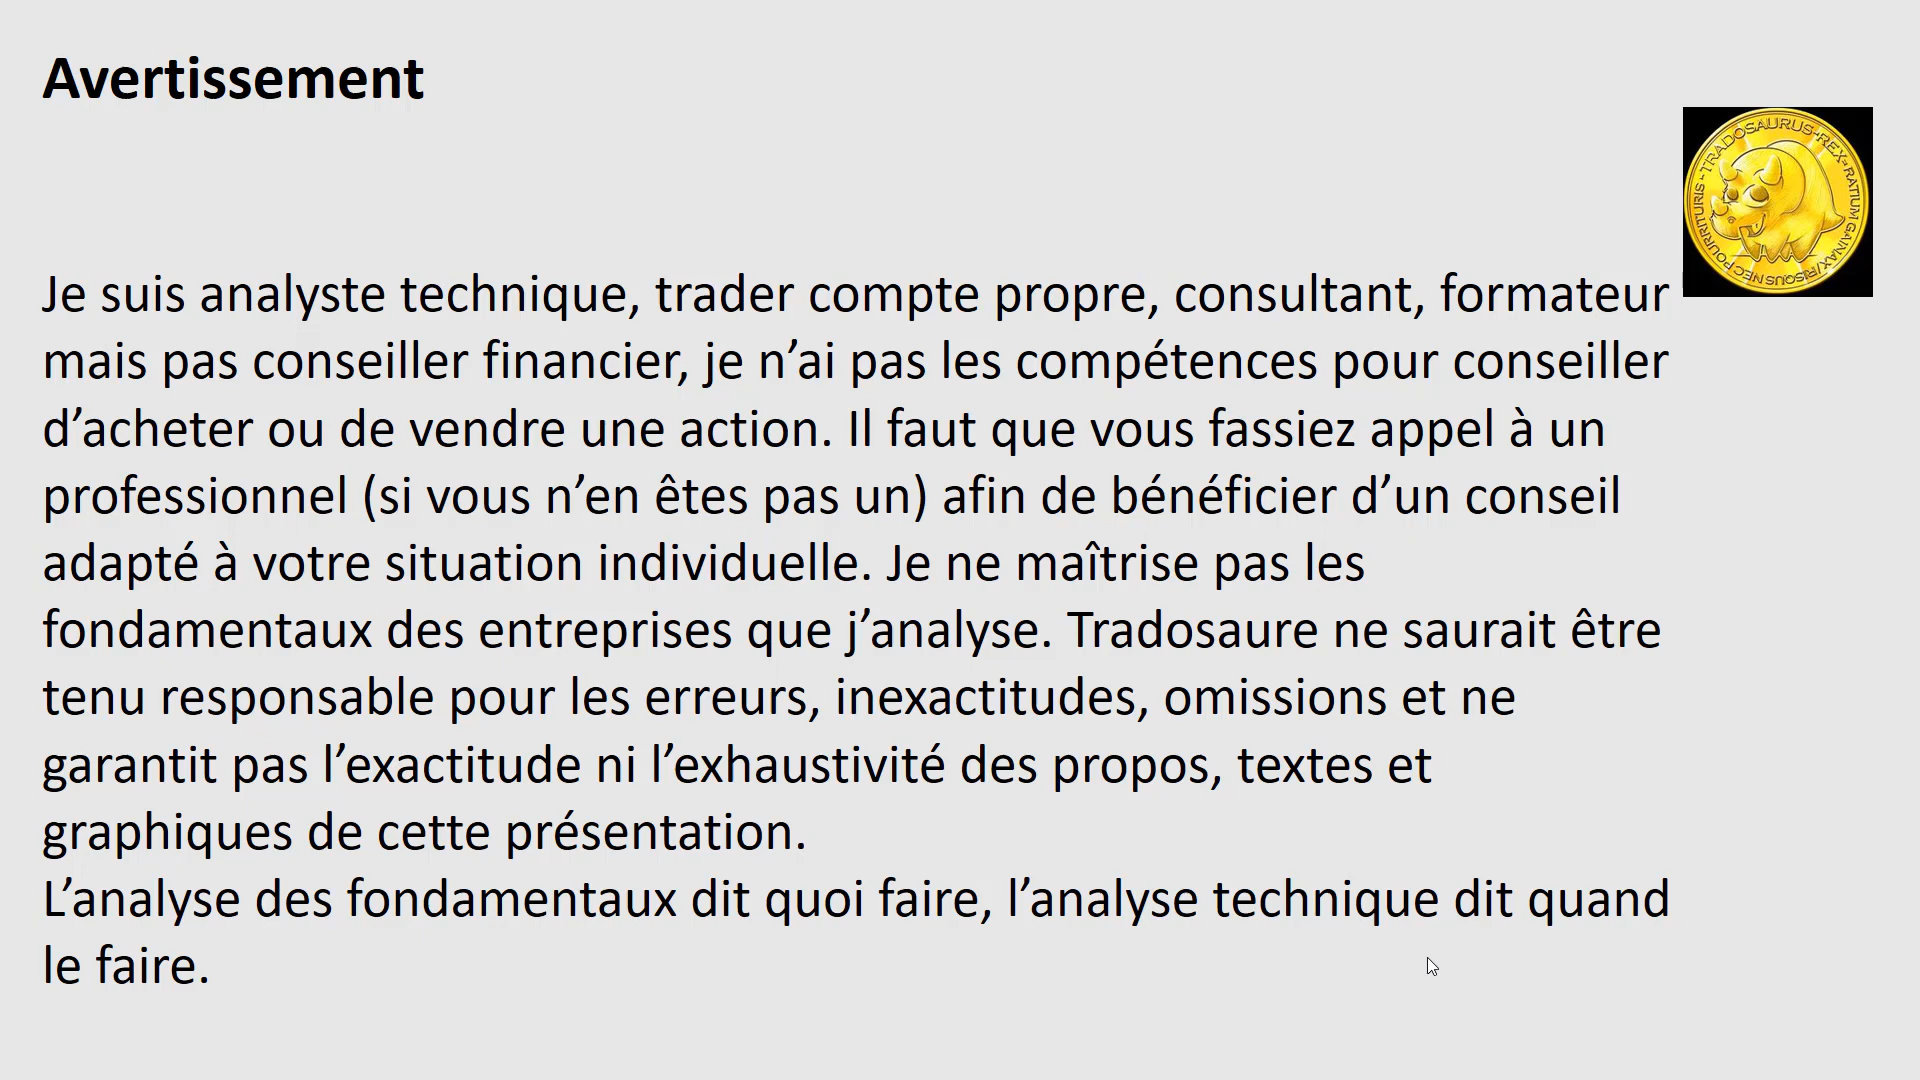 Avertissement
TRADOSAURUS-REX-RATIUM GAINAX/RISQUS NEC POURRITURIS-
Je suis analyste technique, trader compte propre, consultant, formateur
mais pas conseiller financier, je n’ai pas les compétences pour conseiller
d’acheter ou de vendre une action. Il faut que vous fassiez appel à un
professionnel (si vous n’en êtes pas un) afin de bénéficier d’un conseil
adapté à votre situation individuelle. Je ne maîtrise pas les
fondamentaux des entreprises que j’analyse. Tradosaure ne saurait être
tenu responsable pour les erreurs, inexactitudes, omissions et ne
garantit pas l’exactitude ni l’exhaustivité des propos, textes et
graphiques de cette présentation.
L’analyse des fondamentaux dit quoi faire, l’analyse technique dit quand
le faire.